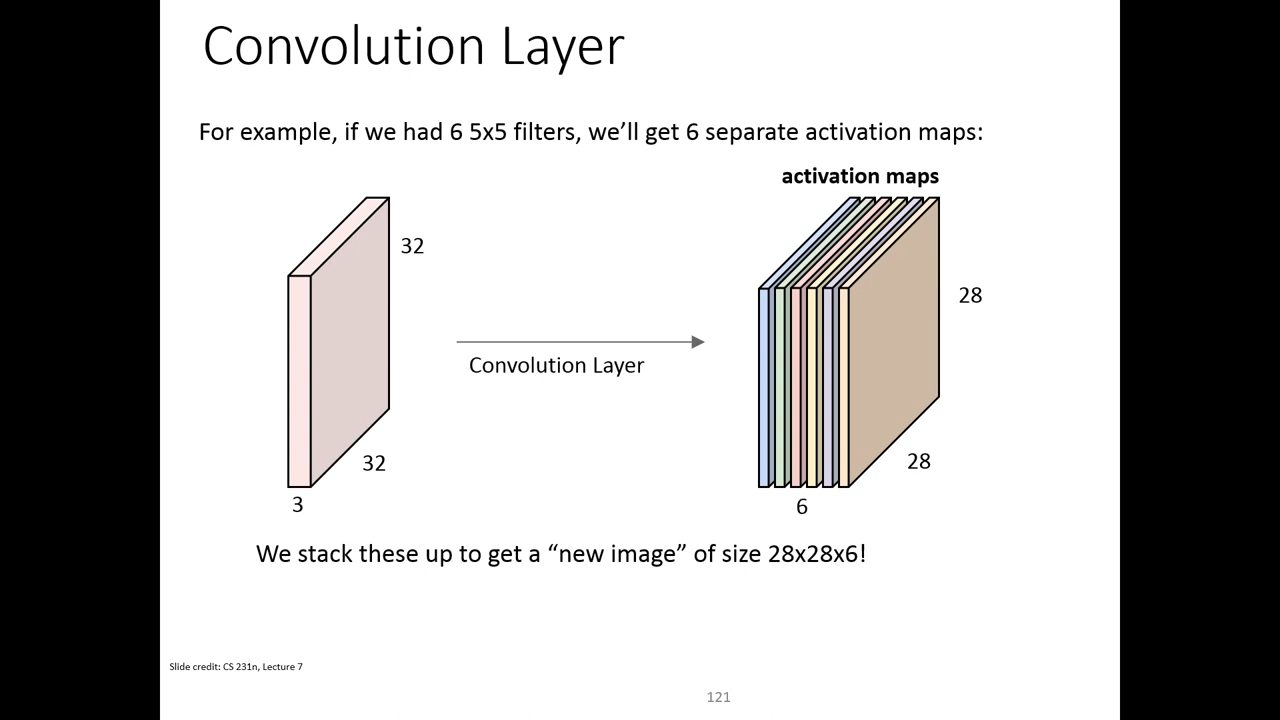 Convolution Layer
For example, if we had 6 5x5 filters, we’ll get 6 separate activation maps:
activation maps
32
28
Convolution Layer
32
28
3
6
We stack these up to get a “new image” of size 28x28x6!
Slide credit: CS 231n, Lecture 7
121